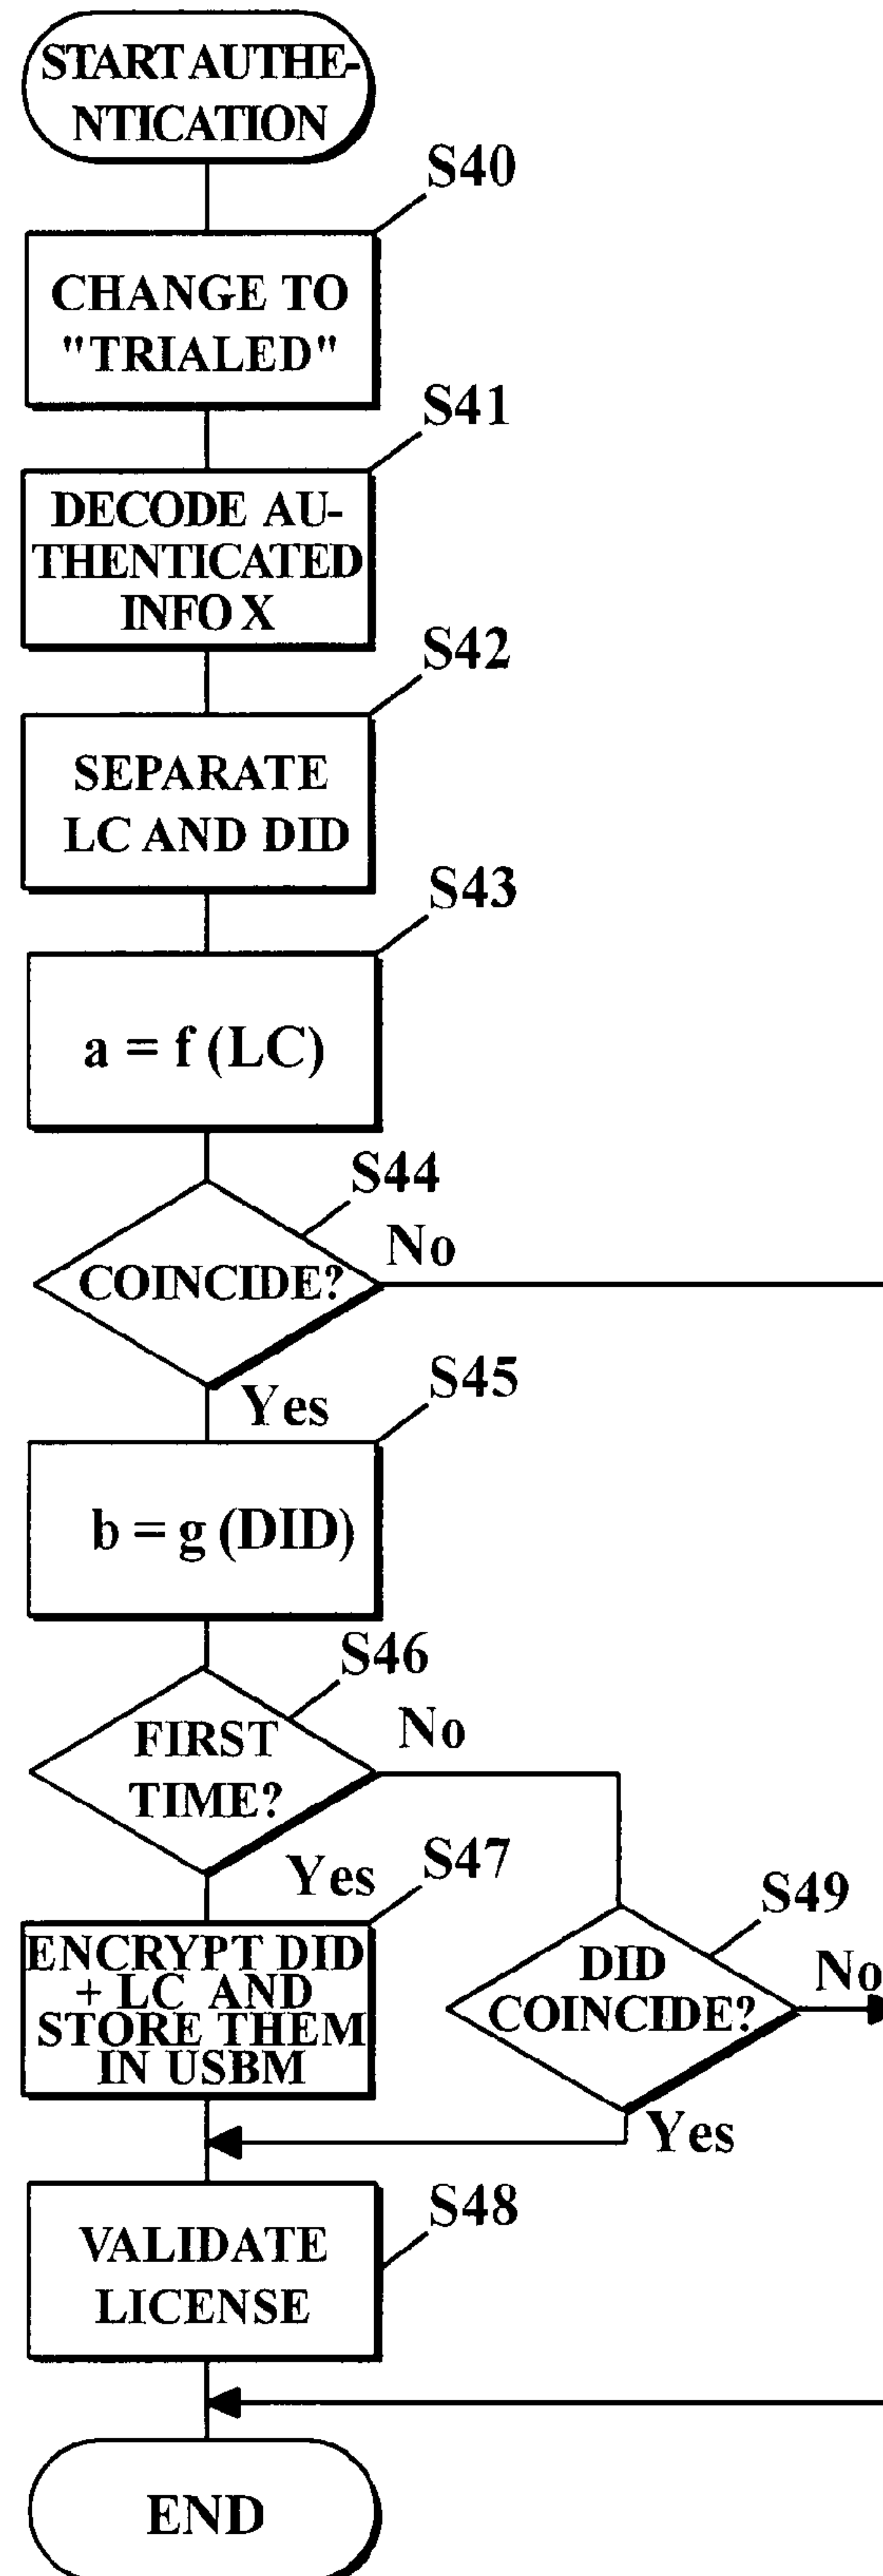 START AUTHE-
NTICATION
S40
CHANGE TO
"TRIALED"
S41
DECODE AU-
THENTICATED
INFO X
S42
SEPARATE
LC AND DID
S43
a = f (LC)
S44
COINCIDE?
No
Yes
S45
b = g (DID)
S46
FIRST
TIME?
No
Yes
S47
ENCRYPT DID
+ LC AND
STORE THEM
IN USBM
S49
DID
COINCIDE?
No
Yes
S48
VALIDATE
LICENSE
END